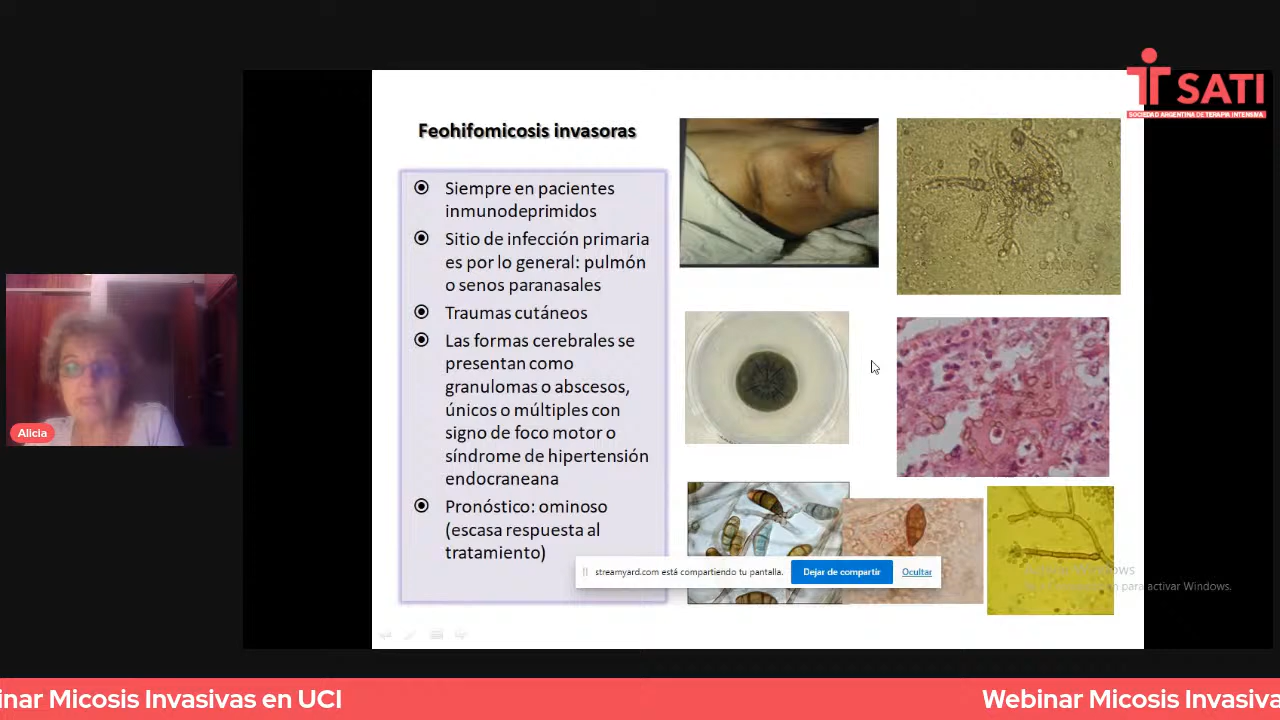 SATI
SOCIEDAD ARGENTINA DE TERAPIA INTENSIVA
Feohifomicosis invasoras
Siempre en pacientes
inmunodeprimidos
Sitio de infección primaria
es por lo general: pulmón
o senos paranasales
Traumas cutáneos
Las formas cerebrales se
presentan como
granulomas o abscesos,
únicos o múltiples con
signo de foco motor o
síndrome de hipertensión
endocraneana
Pronóstico: ominoso
(escasa respuesta al
tratamiento)
Alicia
streamyard.com está compartiendo tu pantalla.
Dejar de compartir
Ocultar
Windows
para activar Windows.
inar Micosis Invasivas en UCI
Webinar Micosis Invasiva